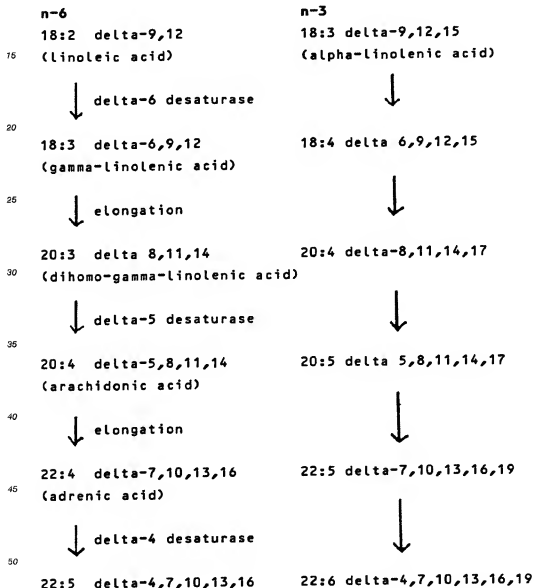 n-6 n-3
18:2 delta-9,12 18:3 delta-9,12,15
15 (linoleic acid) (alpha-linolenic acid)
delta-6 desaturase
20
18:3 delta-6,9,12 18:4 delta 6,9,12,15
(gamma-linolenic acid)
25
elongation
20:3 delta 8,11,14 20:4 delta-8,11,14,17
30 (dihomo-gamma-linolenic acid)
delta-5 desaturase
35
20:4 delta-5,8,11,14 20:5 delta 5,8,11,14,17
(arachidonic acid)
40
elongation
22:4 delta-7,10,13,16 22:5 delta-7,10,13,16,19
45 (adrenic acid)
delta-4 desaturase
50
22:5 delta-4,7,10,13,16 22:6 delta-4,7,10,13,16,19